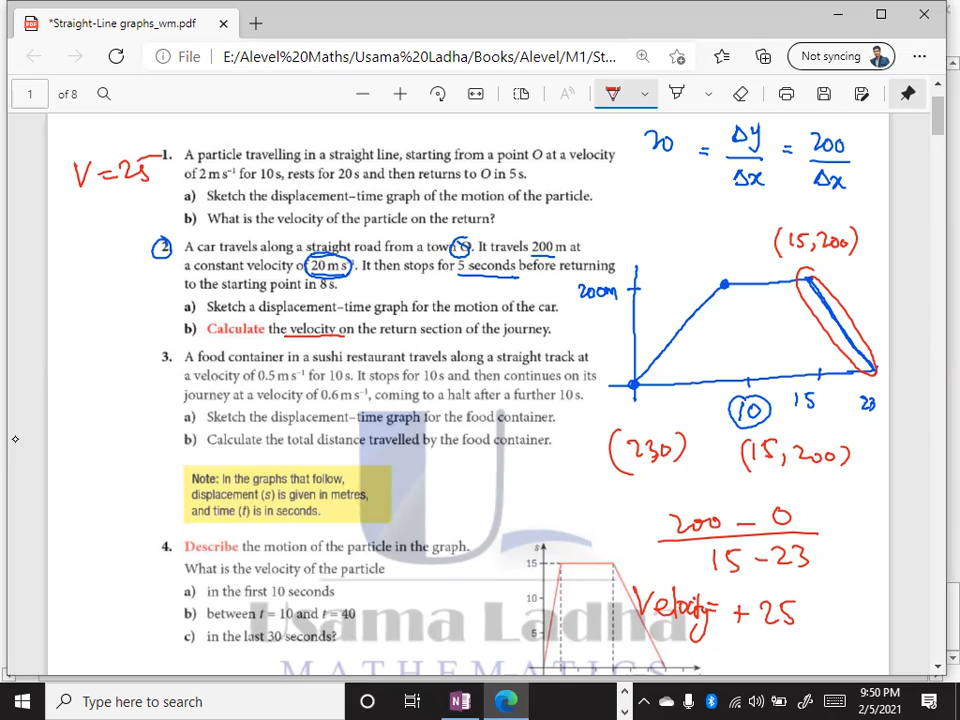 *Straight-Line graphs_wm.pdf
File E:/Alevel%20Maths/Usama%20Ladha/Books/Alevel/M1/St... Not syncing
1 of 8
V = 25
1. A particle travelling in a straight line, starting from a point O at a velocity
of 2 m s⁻¹ for 10 s, rests for 20 s and then returns to O in 5 s.
a) Sketch the displacement–time graph of the motion of the particle.
b) What is the velocity of the particle on the return?
2 A car travels along a straight road from a town O. It travels 200 m at
a constant velocity of 20 m s⁻¹. It then stops for 5 seconds before returning
to the starting point in 8 s.
a) Sketch a displacement–time graph for the motion of the car.
b) Calculate the velocity on the return section of the journey.
3. A food container in a sushi restaurant travels along a straight track at
a velocity of 0.5 m s⁻¹ for 10 s. It stops for 10 s and then continues on its
journey at a velocity of 0.6 m s⁻¹, coming to a halt after a further 10 s.
a) Sketch the displacement–time graph for the food container.
b) Calculate the total distance travelled by the food container.
Note: In the graphs that follow,
displacement (s) is given in metres,
and time (t) is in seconds.
4. Describe the motion of the particle in the graph.
What is the velocity of the particle
a) in the first 10 seconds
b) between t = 10 and t = 40
c) in the last 30 seconds?
s
15
10
5
Usama Ladha
MATHEMATICS
20 = Δy/Δx = 200/Δx
(15,200)
200m
10 15 23
(230) (15,200)
200 - 0
15 - 23
Velocity = + 25
Type here to search
9:50 PM
2/5/2021